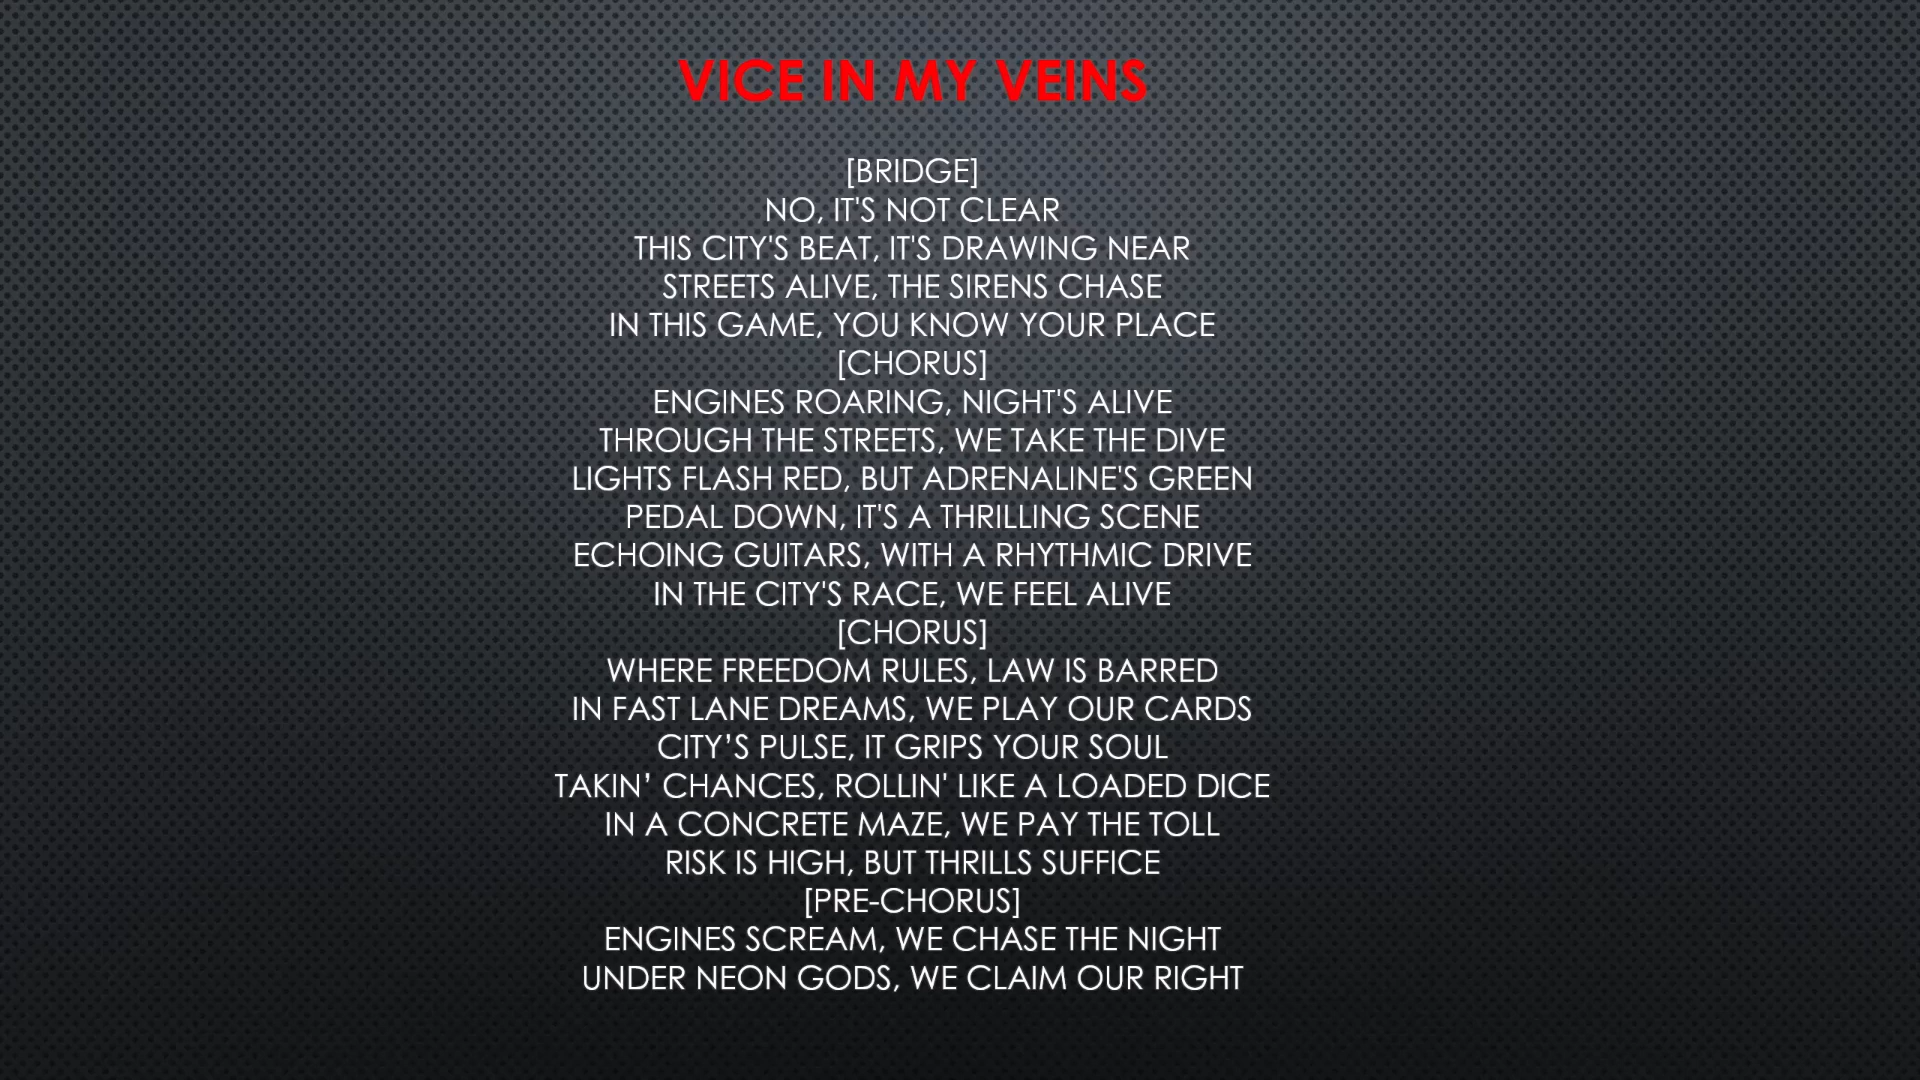 VICE IN MY VEINS
[BRIDGE]
NO, IT'S NOT CLEAR
THIS CITY'S BEAT, IT'S DRAWING NEAR
STREETS ALIVE, THE SIRENS CHASE
IN THIS GAME, YOU KNOW YOUR PLACE
[CHORUS]
ENGINES ROARING, NIGHT'S ALIVE
THROUGH THE STREETS, WE TAKE THE DIVE
LIGHTS FLASH RED, BUT ADRENALINE'S GREEN
PEDAL DOWN, IT'S A THRILLING SCENE
ECHOING GUITARS, WITH A RHYTHMIC DRIVE
IN THE CITY'S RACE, WE FEEL ALIVE
[CHORUS]
WHERE FREEDOM RULES, LAW IS BARRED
IN FAST LANE DREAMS, WE PLAY OUR CARDS
CITY’S PULSE, IT GRIPS YOUR SOUL
TAKIN’ CHANCES, ROLLIN' LIKE A LOADED DICE
IN A CONCRETE MAZE, WE PAY THE TOLL
RISK IS HIGH, BUT THRILLS SUFFICE
[PRE-CHORUS]
ENGINES SCREAM, WE CHASE THE NIGHT
UNDER NEON GODS, WE CLAIM OUR RIGHT